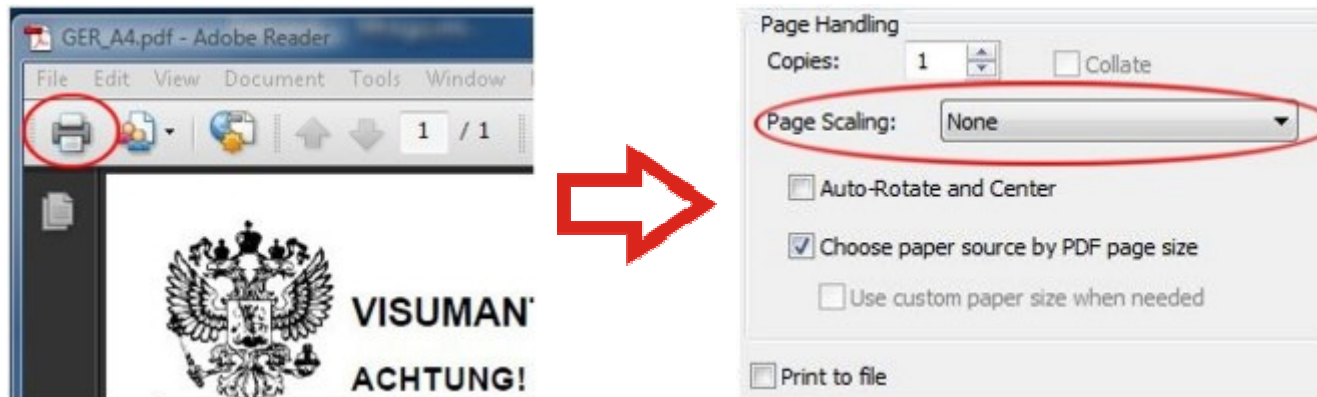 GER_A4.pdf - Adobe Reader
File Edit View Document Tools Window
1 / 1
VISUMAN
ACHTUNG!
Page Handling
Copies: 1 Collate
Page Scaling: None
Auto-Rotate and Center
Choose paper source by PDF page size
Use custom paper size when needed
Print to file